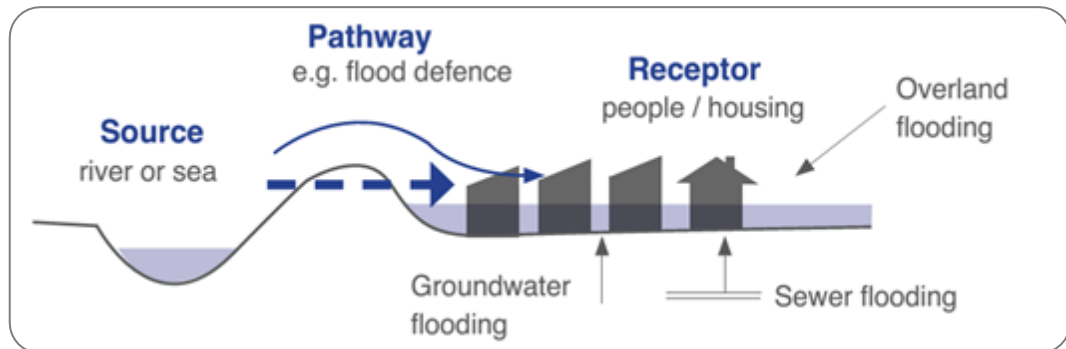 Pathway
e.g. flood defence
Receptor
people / housing
Overland
flooding
Source
river or sea
Groundwater
flooding
Sewer flooding